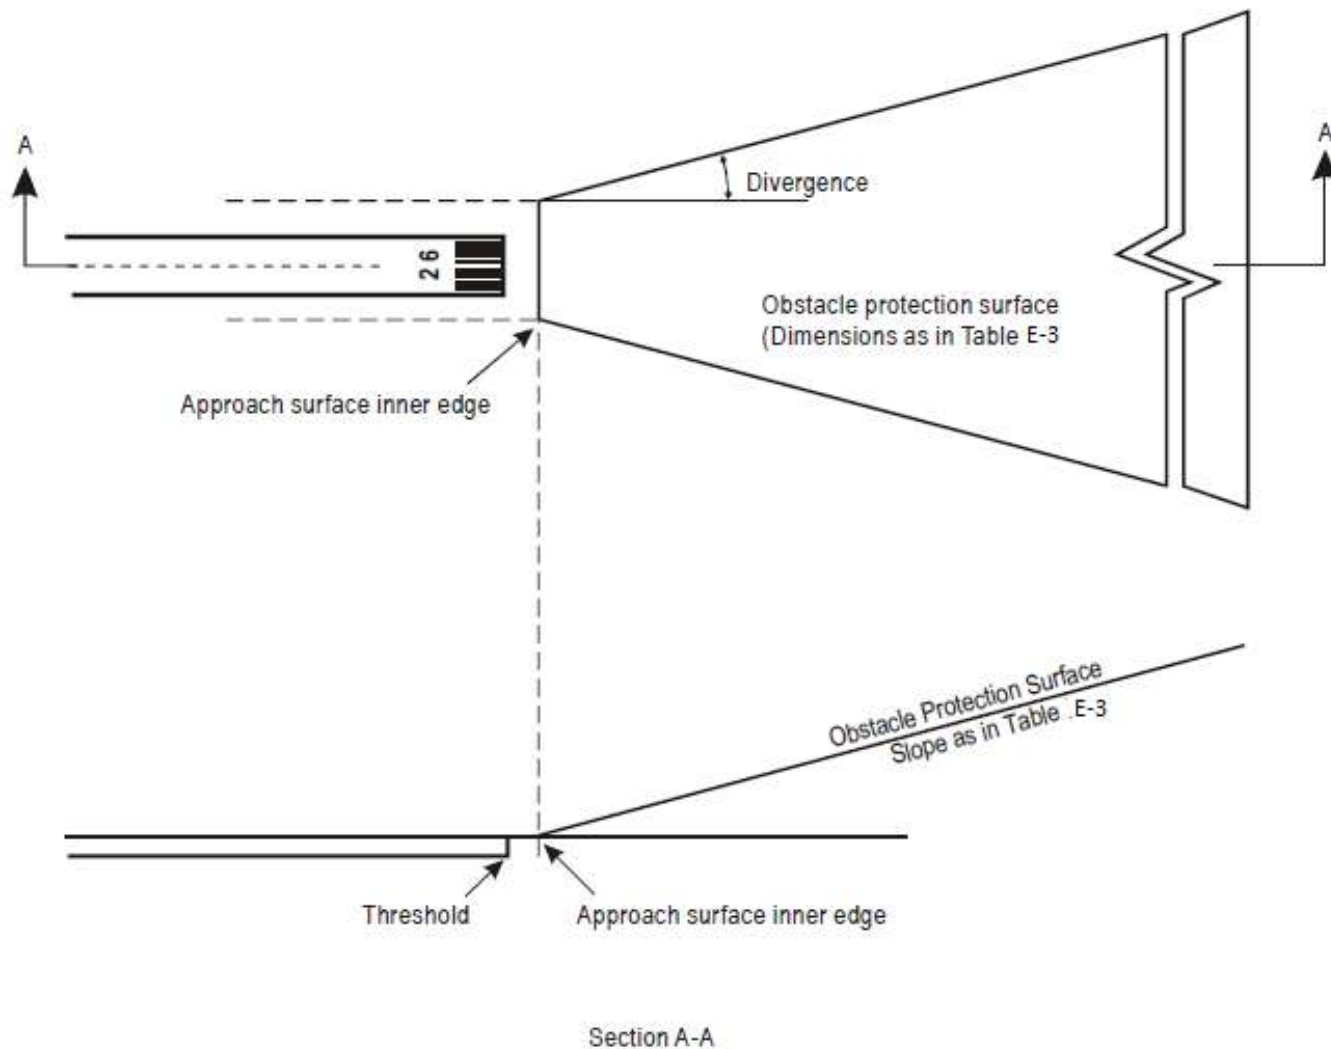 A
A
Divergence
26
Obstacle protection surface
(Dimensions as in Table E-3
Approach surface inner edge
Obstacle Protection Surface
Slope as in Table .E-3
Threshold
Approach surface inner edge
Section A-A